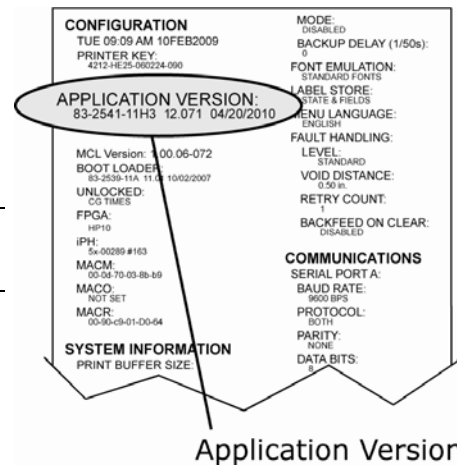 CONFIGURATION
TUE 09:09 AM 10FEB2009
PRINTER KEY:
4212-HE25-060224-090
APPLICATION VERSION:
83-2541-11H3 12.071 04/20/2010
MCL Version: 1.00.06-072
BOOT LOADER:
83-2539-11A 11.01 10/02/2007
UNLOCKED:
CG TIMES
FPGA:
HP10
iPH:
5x-00289 #163
MACM:
00-0d-70-03-8b-b9
MACO:
NOT SET
MACR:
00-90-c9-01-D0-64
SYSTEM INFORMATION
PRINT BUFFER SIZE:
MODE:
DISABLED
BACKUP DELAY (1/50s):
0
FONT EMULATION:
STANDARD FONTS
LABEL STORE:
STATE & FIELDS
MENU LANGUAGE:
ENGLISH
FAULT HANDLING:
LEVEL:
STANDARD
VOID DISTANCE:
0.50 in.
RETRY COUNT:
1
BACKFEED ON CLEAR:
DISABLED
COMMUNICATIONS
SERIAL PORT A:
BAUD RATE:
9600 BPS
PROTOCOL:
BOTH
PARITY:
NONE
DATA BITS:
8
Application Version